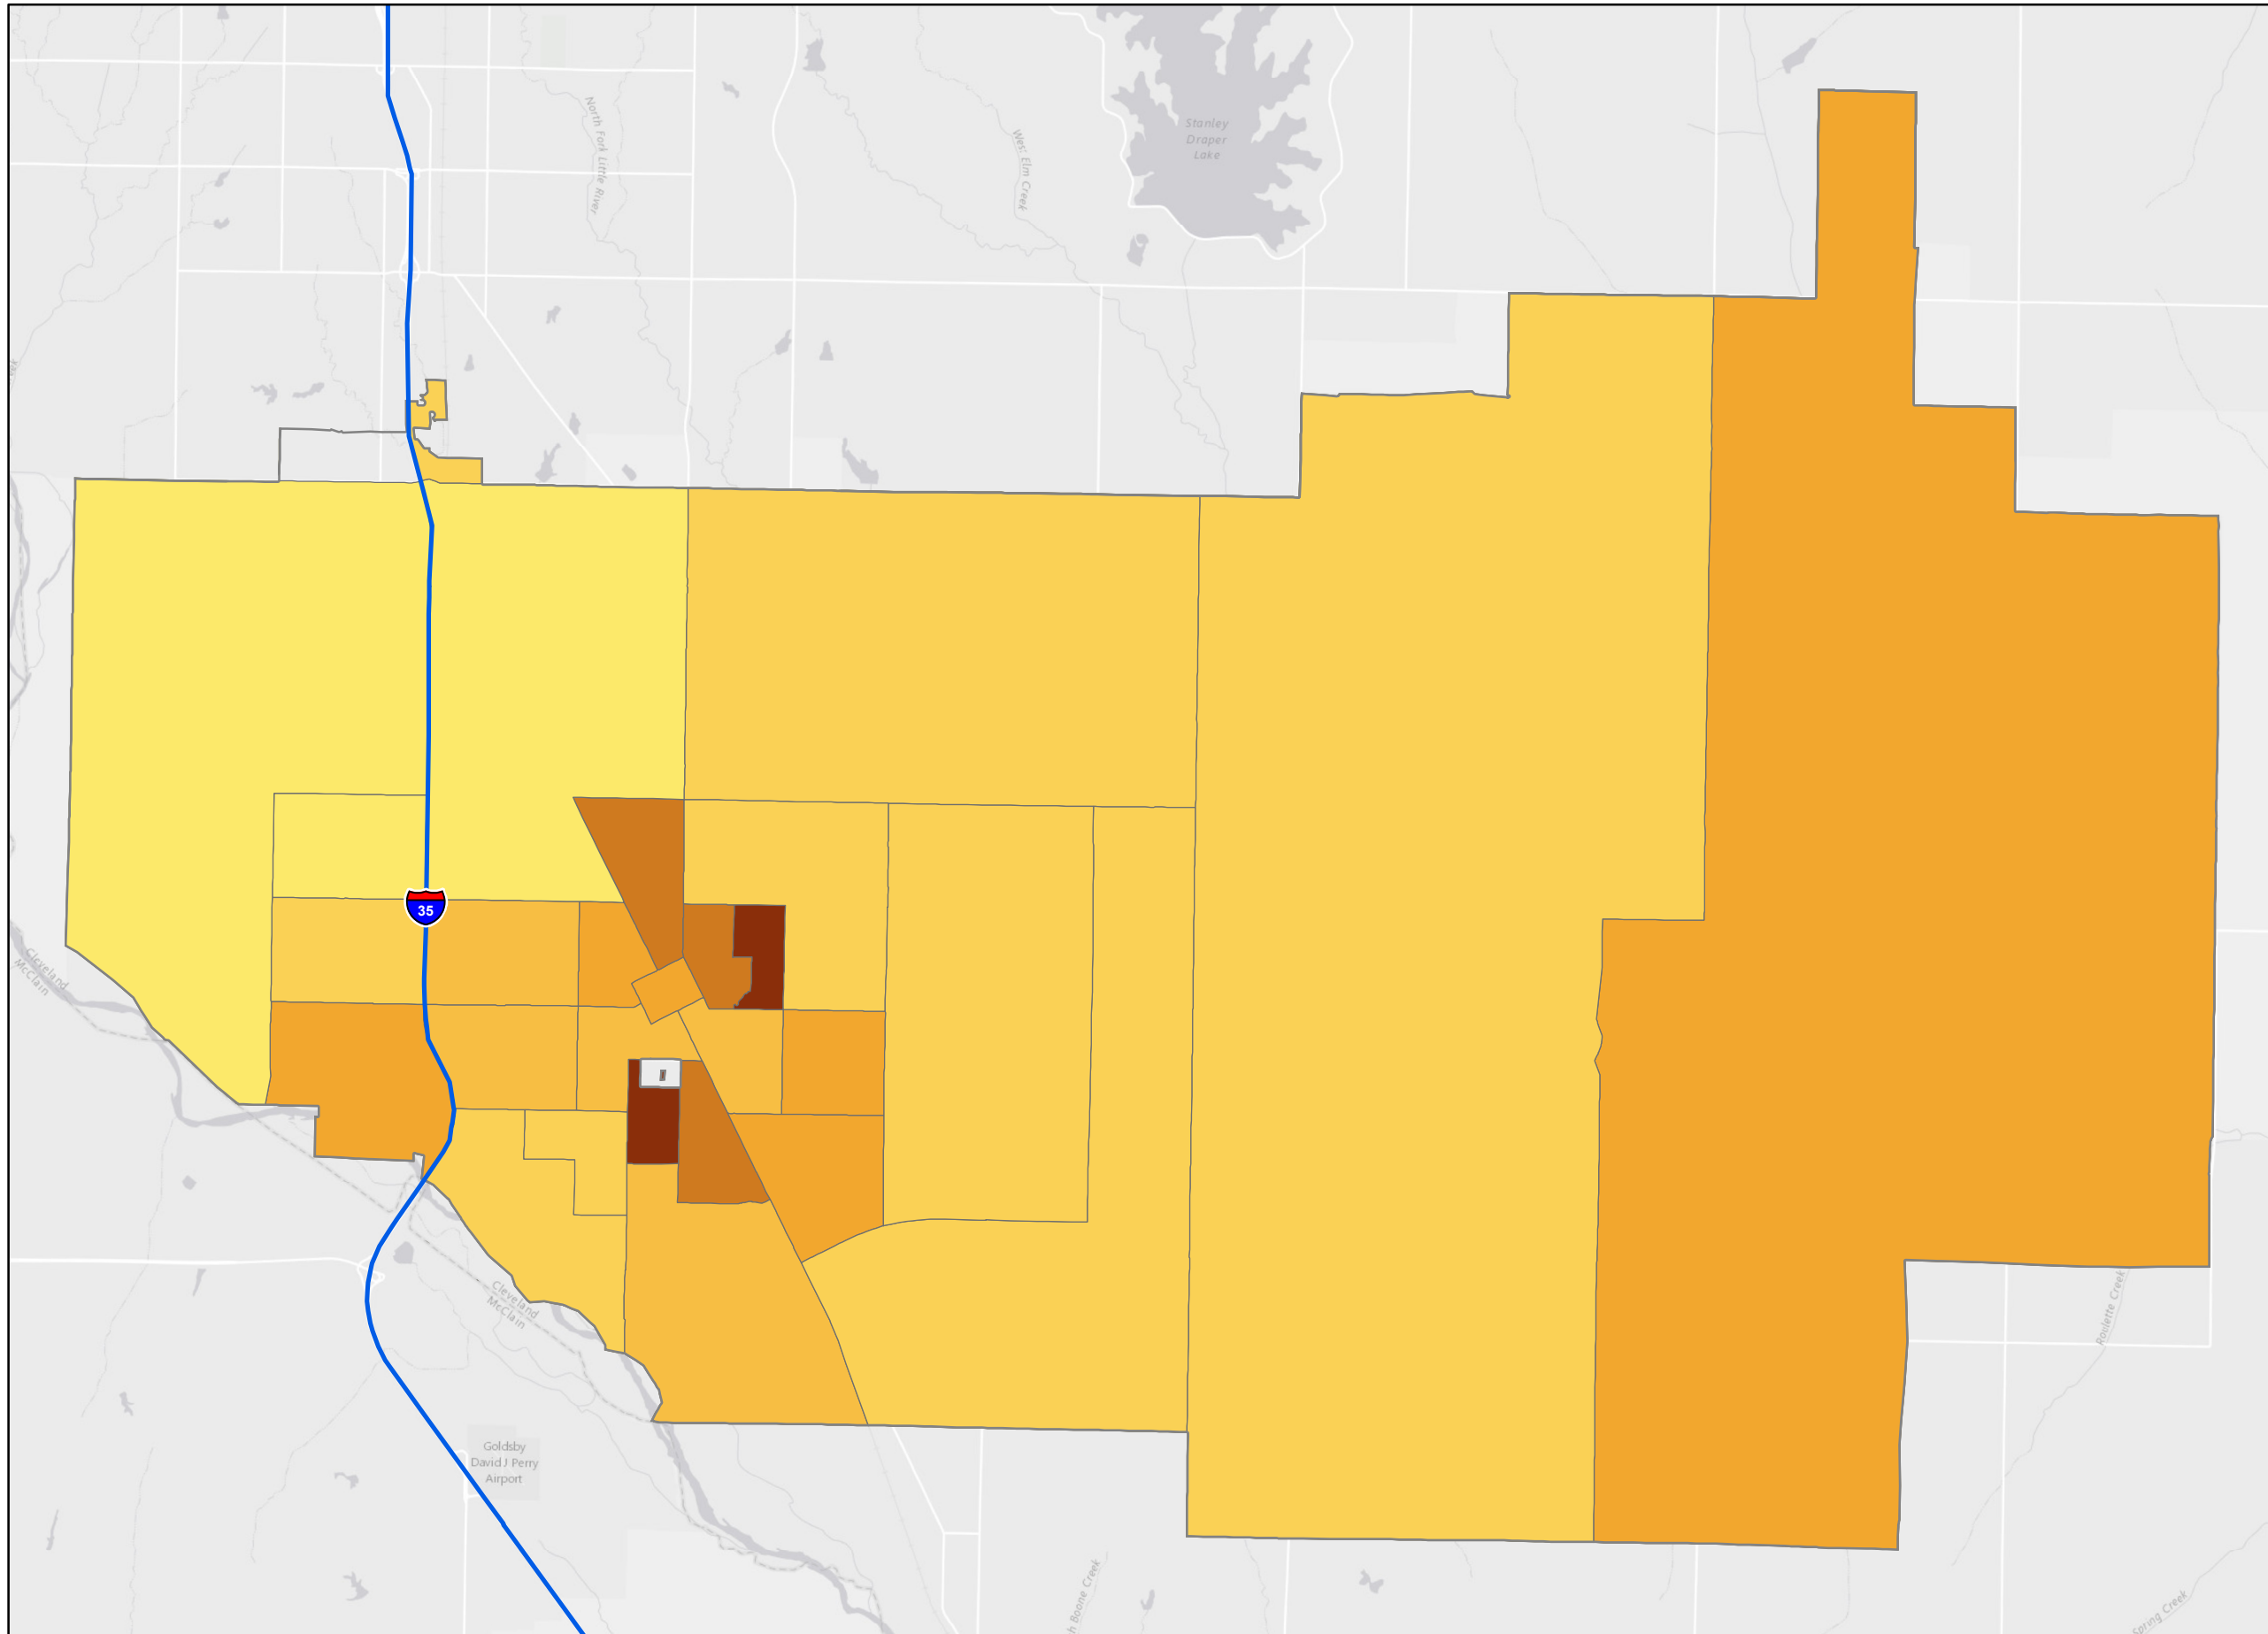 North Fork Little River
West Elm Creek
Stanley
Draper
Lake
35
Cleveland
McClain
Cleveland
McClain
Goldsby
David J Perry
Airport
Roulette Creek
Boone Creek
Spring Creek